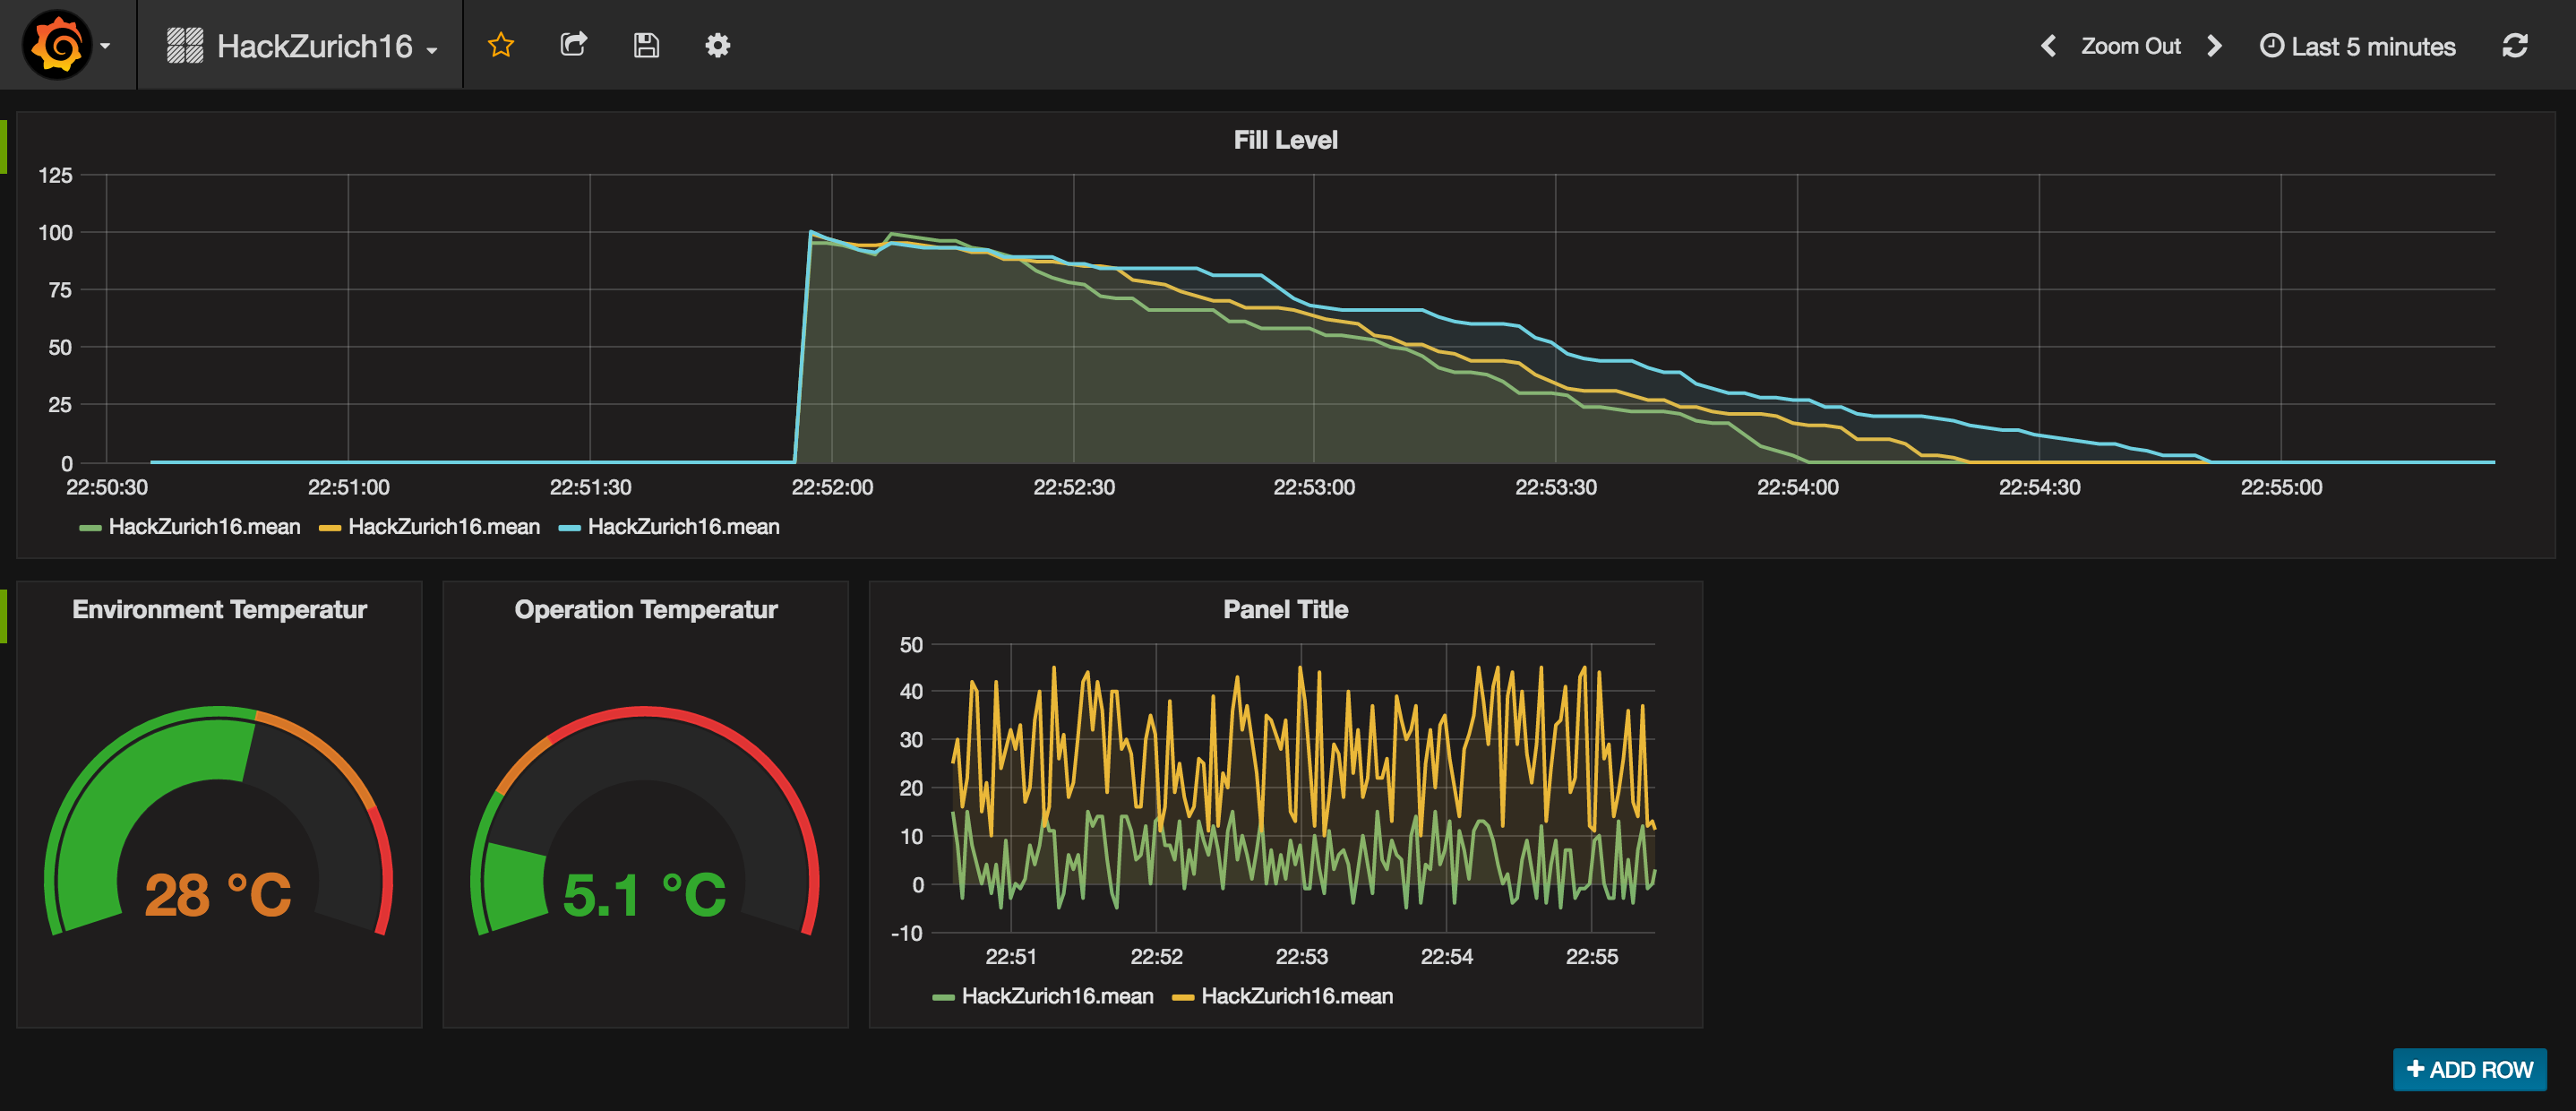 HackZurich16
Zoom Out
Last 5 minutes
Fill Level
125
100
75
50
25
0
22:50:30 22:51:00 22:51:30 22:52:00 22:52:30 22:53:00 22:53:30 22:54:00 22:54:30 22:55:00
HackZurich16.mean HackZurich16.mean HackZurich16.mean
Environment Temperatur
28 °C
Operation Temperatur
5.1 °C
Panel Title
50
40
30
20
10
0
-10
22:51 22:52 22:53 22:54 22:55
HackZurich16.mean HackZurich16.mean
+ ADD ROW